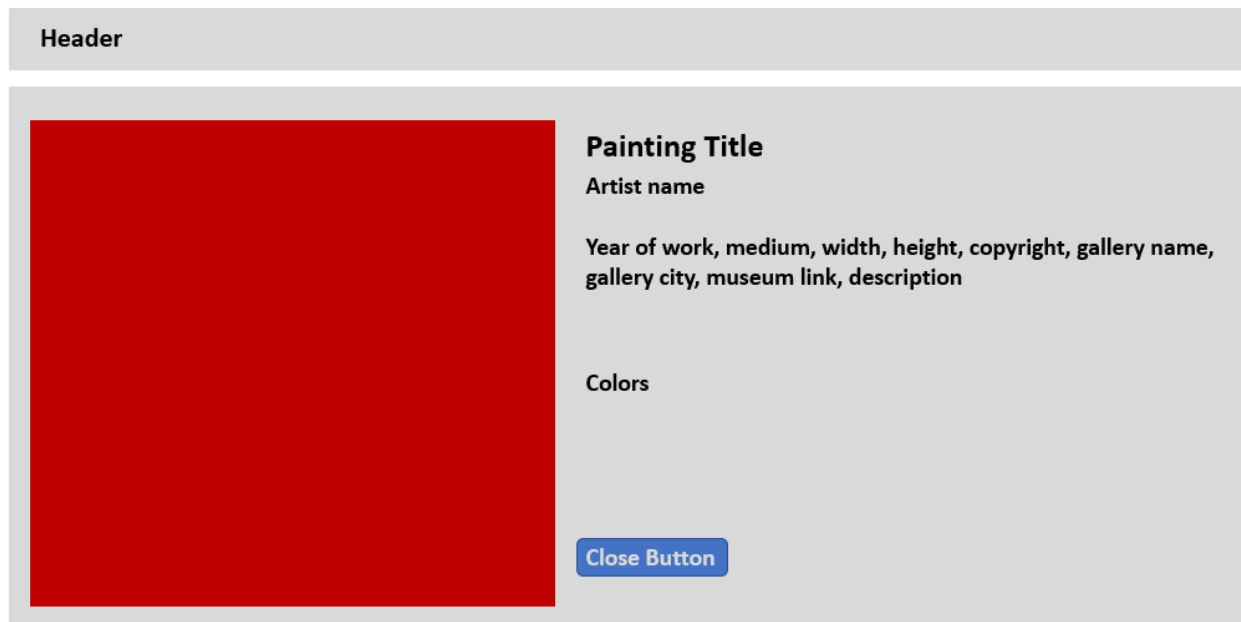 Header
Painting Title
Artist name
Year of work, medium, width, height, copyright, gallery name,
gallery city, museum link, description
Colors
Close Button